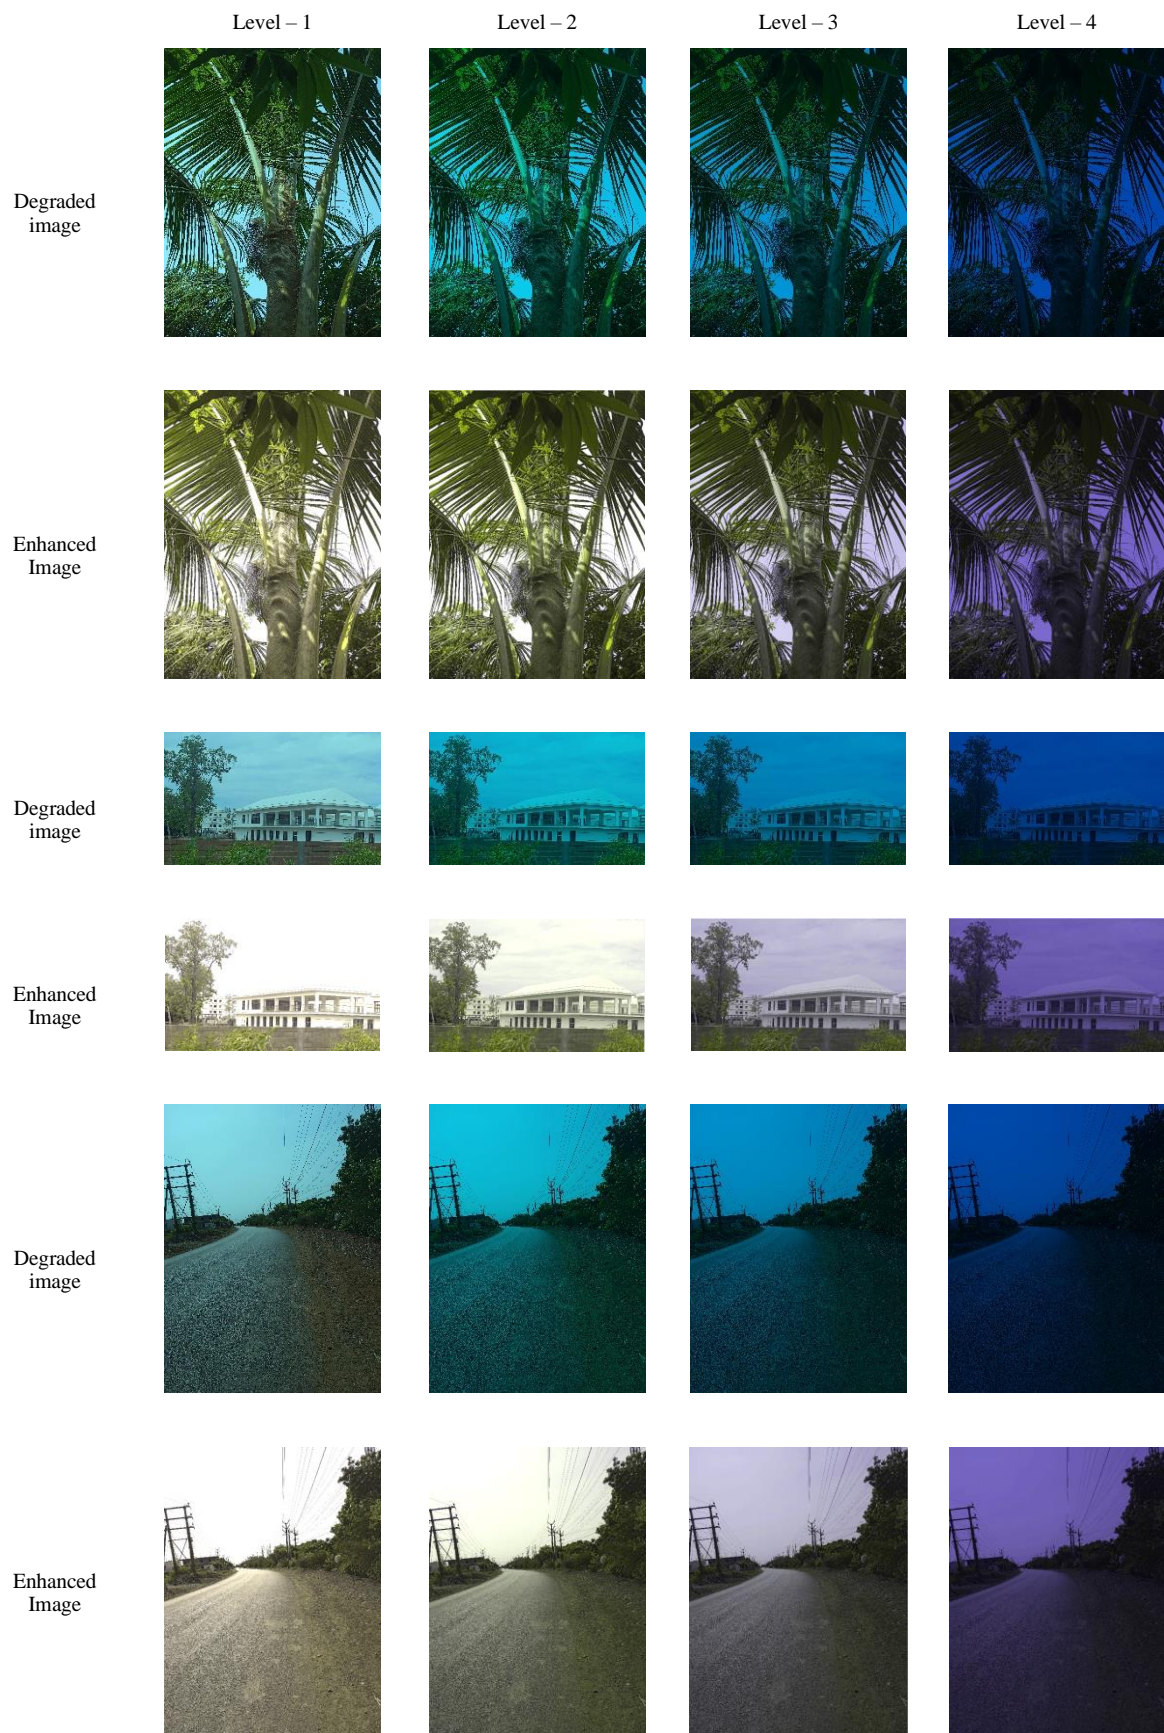 Level – 1
Level – 2
Level – 3
Level – 4
Degraded
image
Enhanced
Image
Degraded
image
Enhanced
Image
Degraded
image
Enhanced
Image